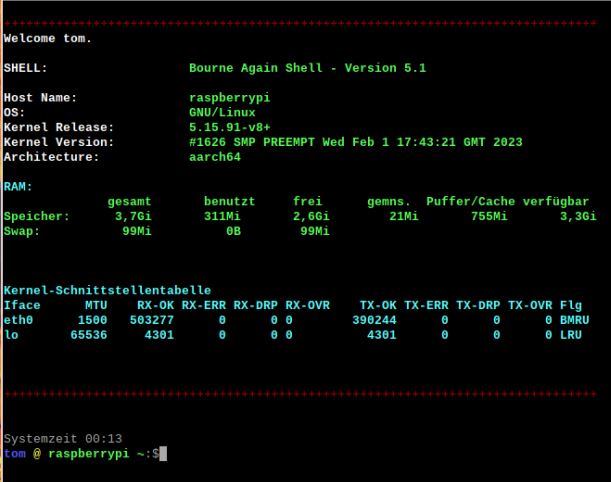 ++++++++++++++++++++++++++++++++++++++++++++++++++++++++++++++++++++++++++++++++
Welcome tom.
SHELL: Bourne Again Shell - Version 5.1
Host Name: raspberrypi
OS: GNU/Linux
Kernel Release: 5.15.91-v8+
Kernel Version: #1626 SMP PREEMPT Wed Feb 1 17:43:21 GMT 2023
Architecture: aarch64
RAM:
gesamt benutzt frei gemns. Puffer/Cache verfügbar
Speicher: 3,7Gi 311Mi 2,6Gi 21Mi 755Mi 3,3Gi
Swap: 99Mi 0B 99Mi
Kernel-Schnittstellentabelle
Iface MTU RX-OK RX-ERR RX-DRP RX-OVR TX-OK TX-ERR TX-DRP TX-OVR Flg
eth0 1500 503277 0 0 0 390244 0 0 0 BMRU
lo 65536 4301 0 0 0 4301 0 0 0 LRU
++++++++++++++++++++++++++++++++++++++++++++++++++++++++++++++++++++++++++++++++
Systemzeit 00:13
tom @ raspberrypi ~:$